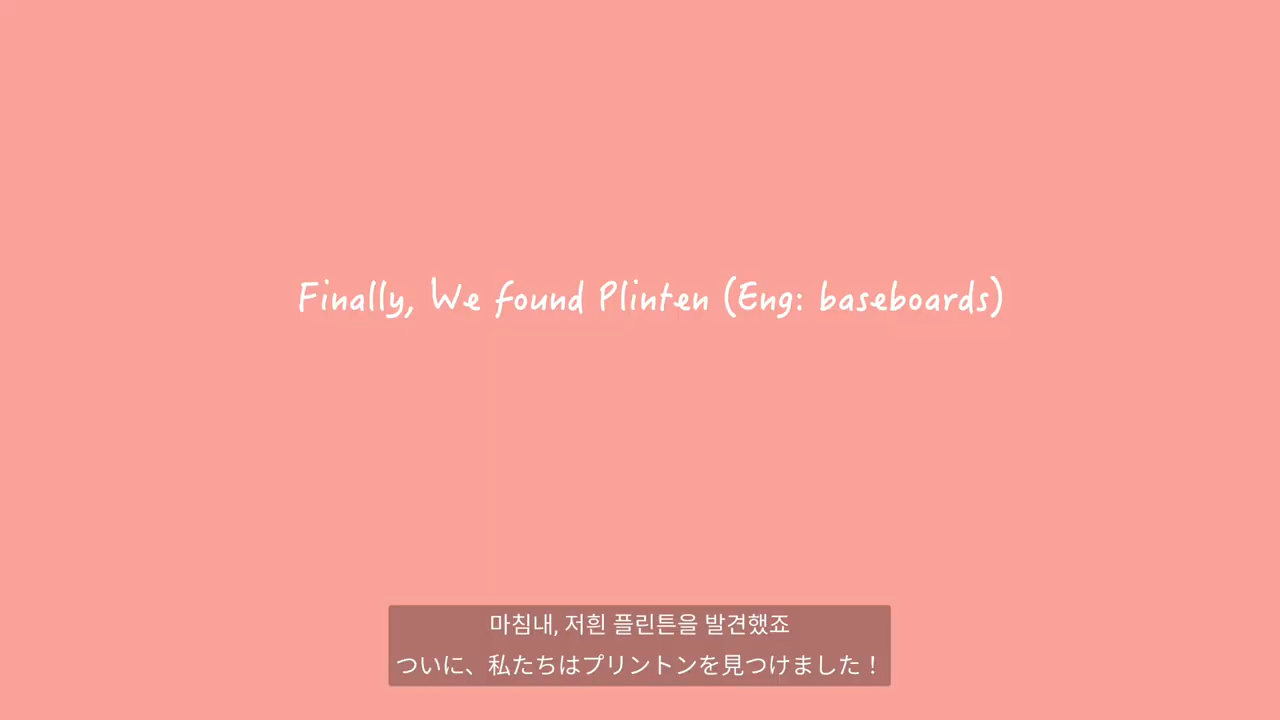 Finally, We found Plinten (Eng: baseboards)
마침내, 저흰 플린튼을 발견했죠
ついに、私たちはプリントンを見つけました！